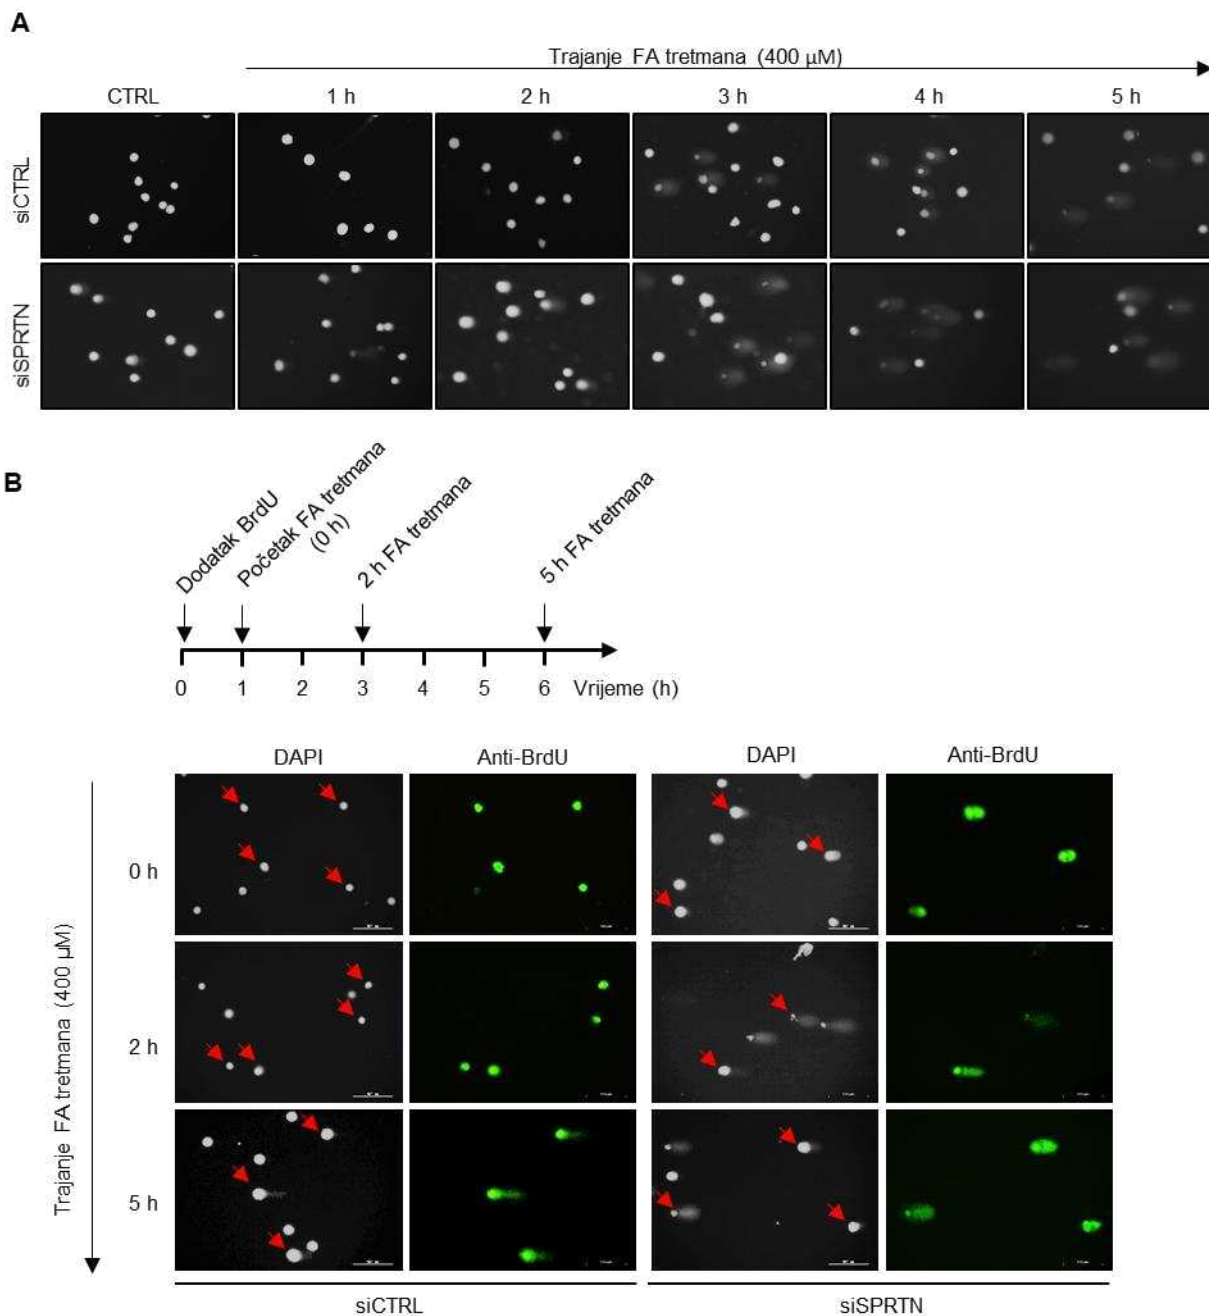 A
Trajanje FA tretmana (400 µM)
CTRL 1 h 2 h 3 h 4 h 5 h
siCTRL
siSPRTN
B
Dodatak BrdU
Početak FA tretmana
(0 h)
2 h FA tretmana
5 h FA tretmana
0 1 2 3 4 5 6 Vrijeme (h)
DAPI Anti-BrdU DAPI Anti-BrdU
Trajanje FA tretmana (400 µM)
0 h
2 h
5 h
siCTRL siSPRTN